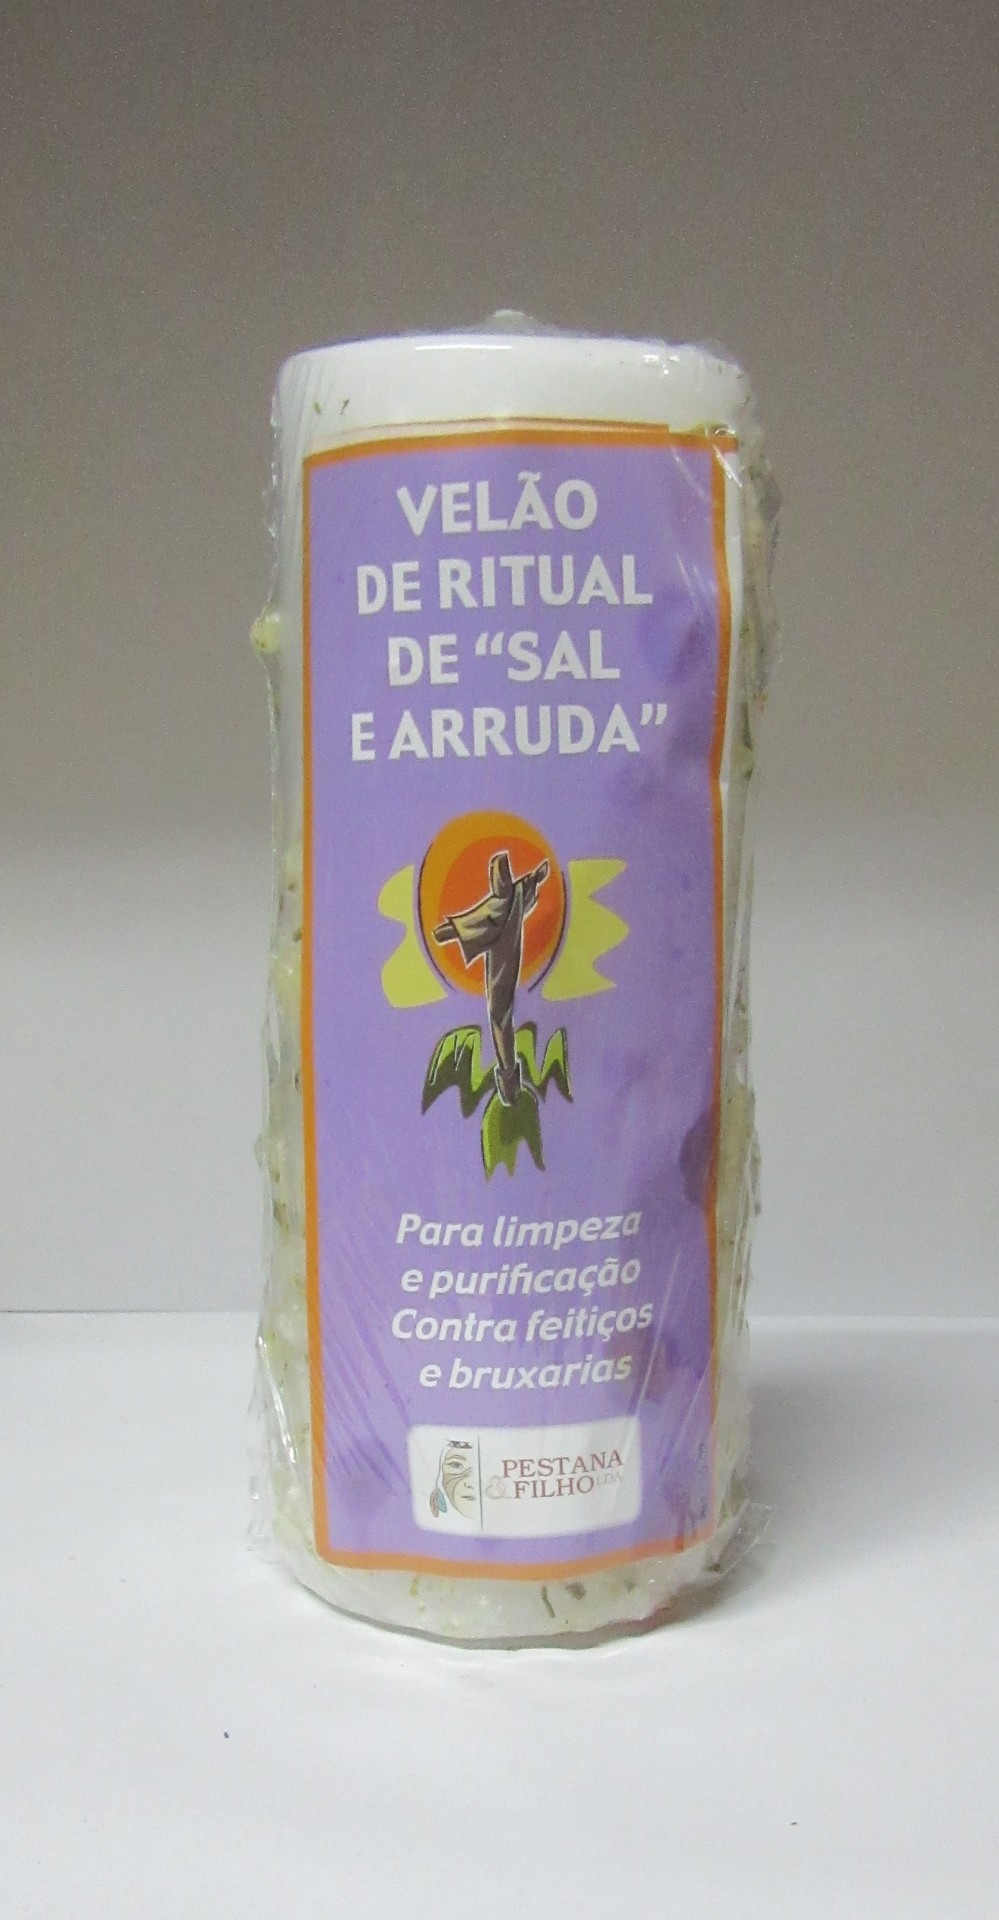 VELÃO
DE RITUAL
DE “SAL
E ARRUDA”
Para limpeza
e purificação
Contra feitiços
e bruxarias
PESTANA
& FILHO LDA